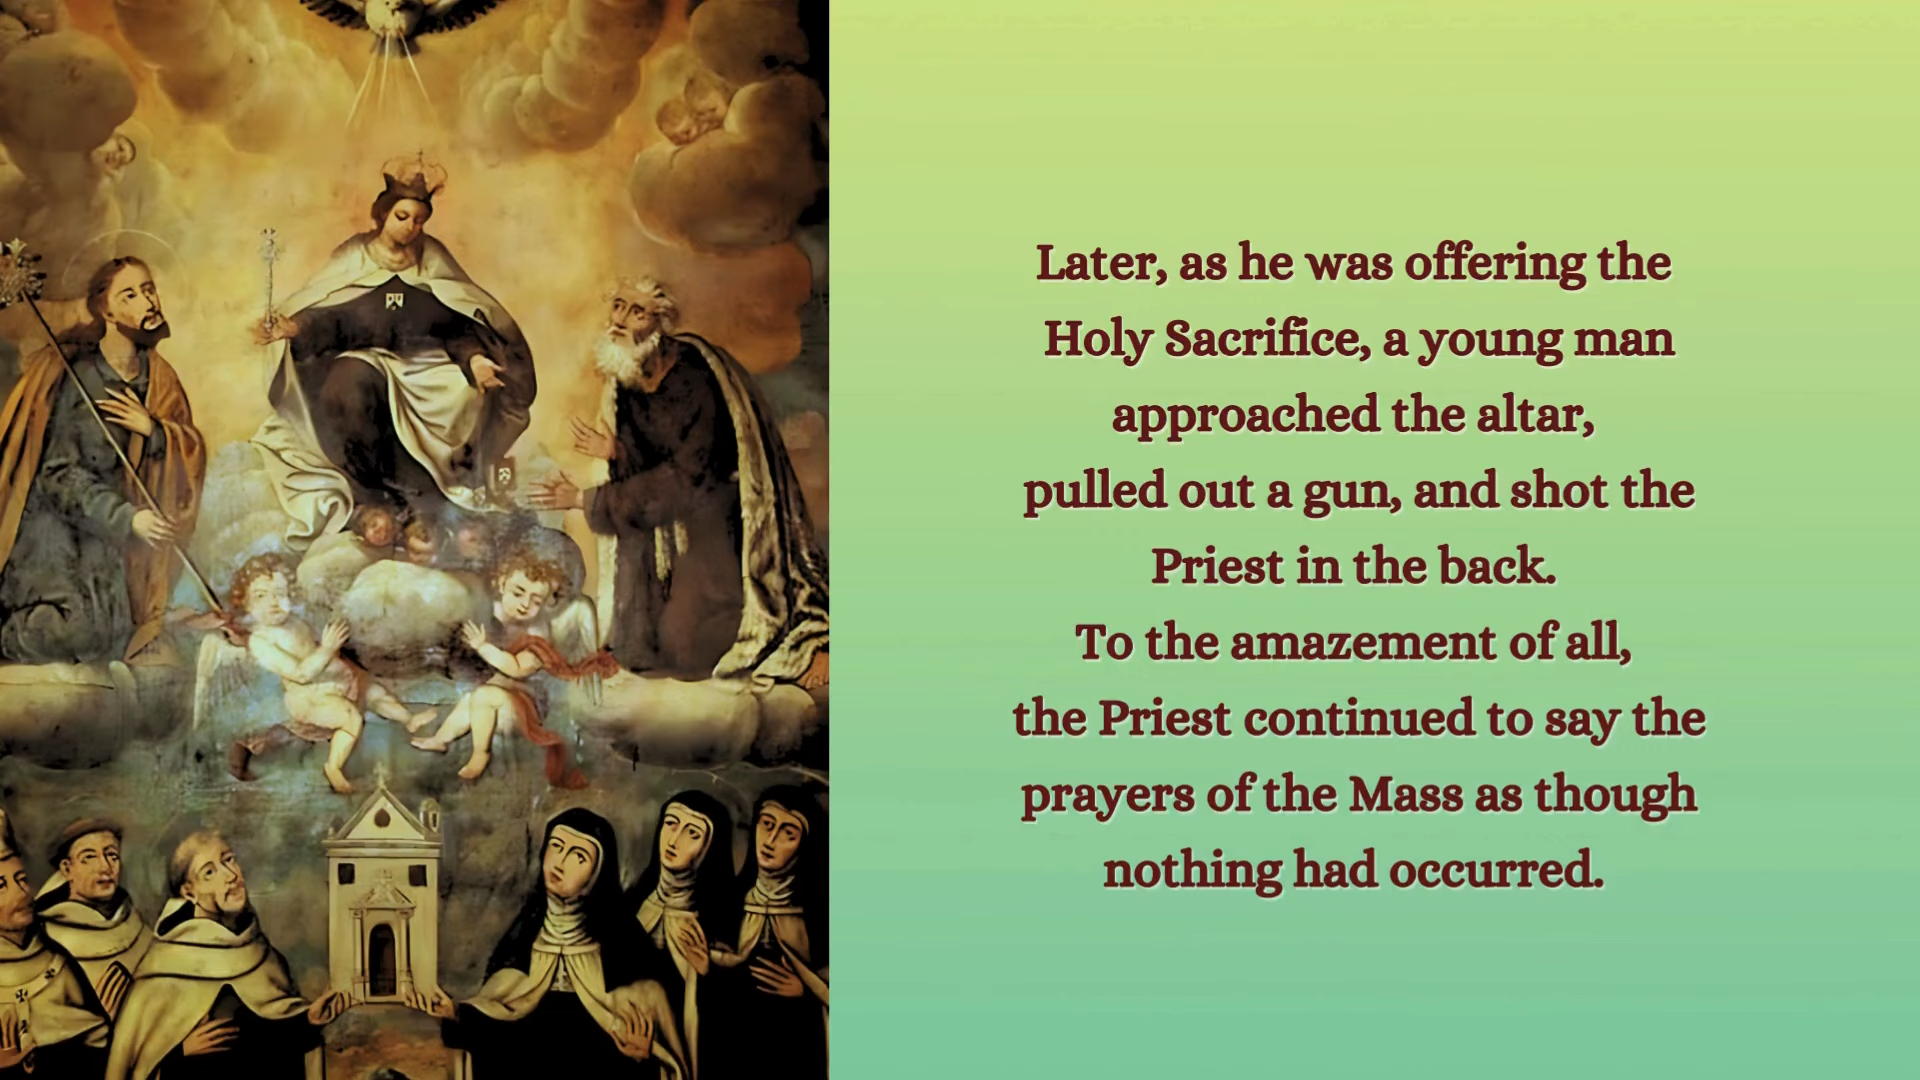 Later, as he was offering the
Holy Sacrifice, a young man
approached the altar,
pulled out a gun, and shot the
Priest in the back.
To the amazement of all,
the Priest continued to say the
prayers of the Mass as though
nothing had occurred.